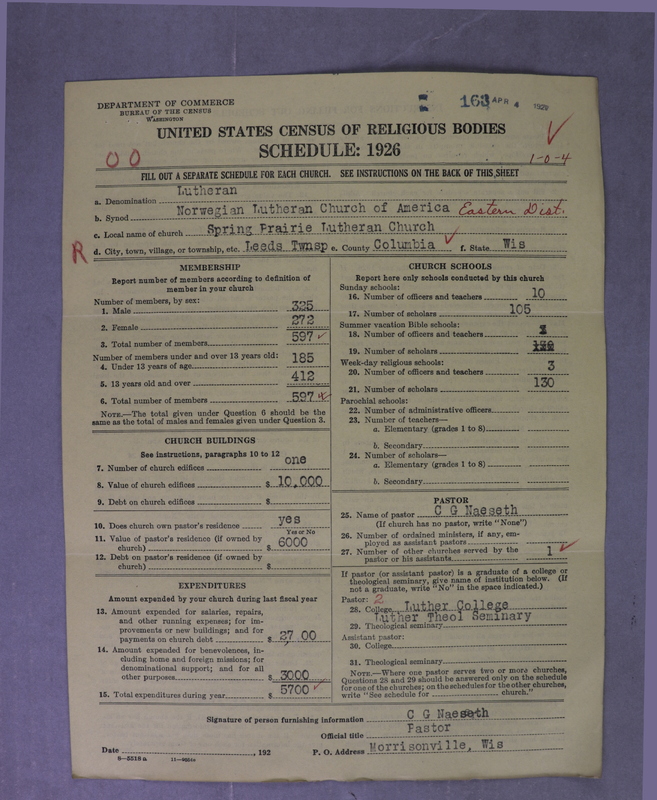 DEPARTMENT OF COMMERCE
BUREAU OF THE CENSUS
WASHINGTON
163 APR 4
UNITED STATES CENSUS OF RELIGIOUS BODIES
SCHEDULE: 1926
00
1-0-4
FILL OUT A SEPARATE SCHEDULE FOR EACH CHURCH. SEE INSTRUCTIONS ON THE BACK OF THIS SHEET
a. Denomination Lutheran
b. Synod Norwegian Lutheran Church of America Eastern Dist.
c. Local name of church Spring Prairie Lutheran Church
R d. City, town, village, or township, etc. Leeds Twnsp e. County Columbia f. State Wis
MEMBERSHIP
Report number of members according to definition of
member in your church
Number of members, by sex:
1. Male 325
2. Female 272
3. Total number of members 597
Number of members under and over 13 years old:
4. Under 13 years of age 185
5. 13 years old and over 412
6. Total number of members 597
NOTE.—The total given under Question 6 should be the
same as the total of males and females given under Question 3.
CHURCH BUILDINGS
See instructions, paragraphs 10 to 12
7. Number of church edifices one
8. Value of church edifices $ 10,000
9. Debt on church edifices $
10. Does church own pastor's residence yes
Yes or No
11. Value of pastor's residence (if owned by
church) $ 6000
12. Debt on pastor's residence (if owned by
church) $
EXPENDITURES
Amount expended by your church during last fiscal year
13. Amount expended for salaries, repairs,
and other running expenses; for im-
provements or new buildings; and for
payments on church debt $ 27,00
14. Amount expended for benevolences, in-
cluding home and foreign missions; for
denominational support; and for all
other purposes $ 3000
15. Total expenditures during year $ 5700
CHURCH SCHOOLS
Report here only schools conducted by this church
Sunday schools:
16. Number of officers and teachers 10
17. Number of scholars 105
Summer vacation Bible schools:
18. Number of officers and teachers
19. Number of scholars
Week-day religious schools:
20. Number of officers and teachers 3
21. Number of scholars 130
Parochial schools:
22. Number of administrative officers
23. Number of teachers—
a. Elementary (grades 1 to 8)
b. Secondary
24. Number of scholars—
a. Elementary (grades 1 to 8)
b. Secondary
PASTOR
25. Name of pastor C G Naeseth
(If church has no pastor, write "None")
26. Number of ordained ministers, if any, em-
ployed as assistant pastors
27. Number of other churches served by the
pastor or his assistants 1
If pastor (or assistant pastor) is a graduate of a college or
theological seminary, give name of institution below. (If
not a graduate, write "No" in the space indicated.)
Pastor: 2
28. College Luther College
29. Theological seminary Luther Theol Seminary
Assistant pastor:
30. College
31. Theological seminary
NOTE.—Where one pastor serves two or more churches,
Questions 28 and 29 should be answered only on the schedule
for one of the churches; on the schedules for the other churches,
write "See schedule for church."
Signature of person furnishing information C G Naeseth
Official title Pastor
Date , 192 P. O. Address Morrisonville, Wis